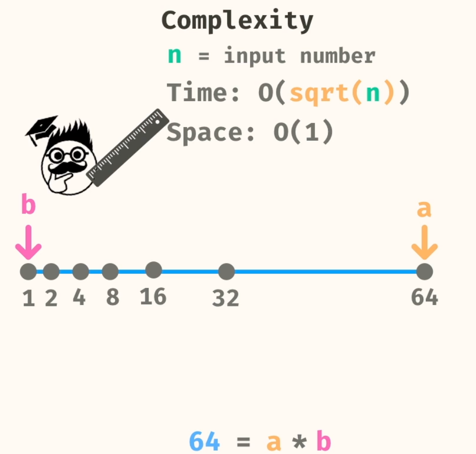 Complexity
n = input number
Time: O(sqrt(n))
Space: O(1)
b a
1 2 4 8 16 32 64
64 = a * b